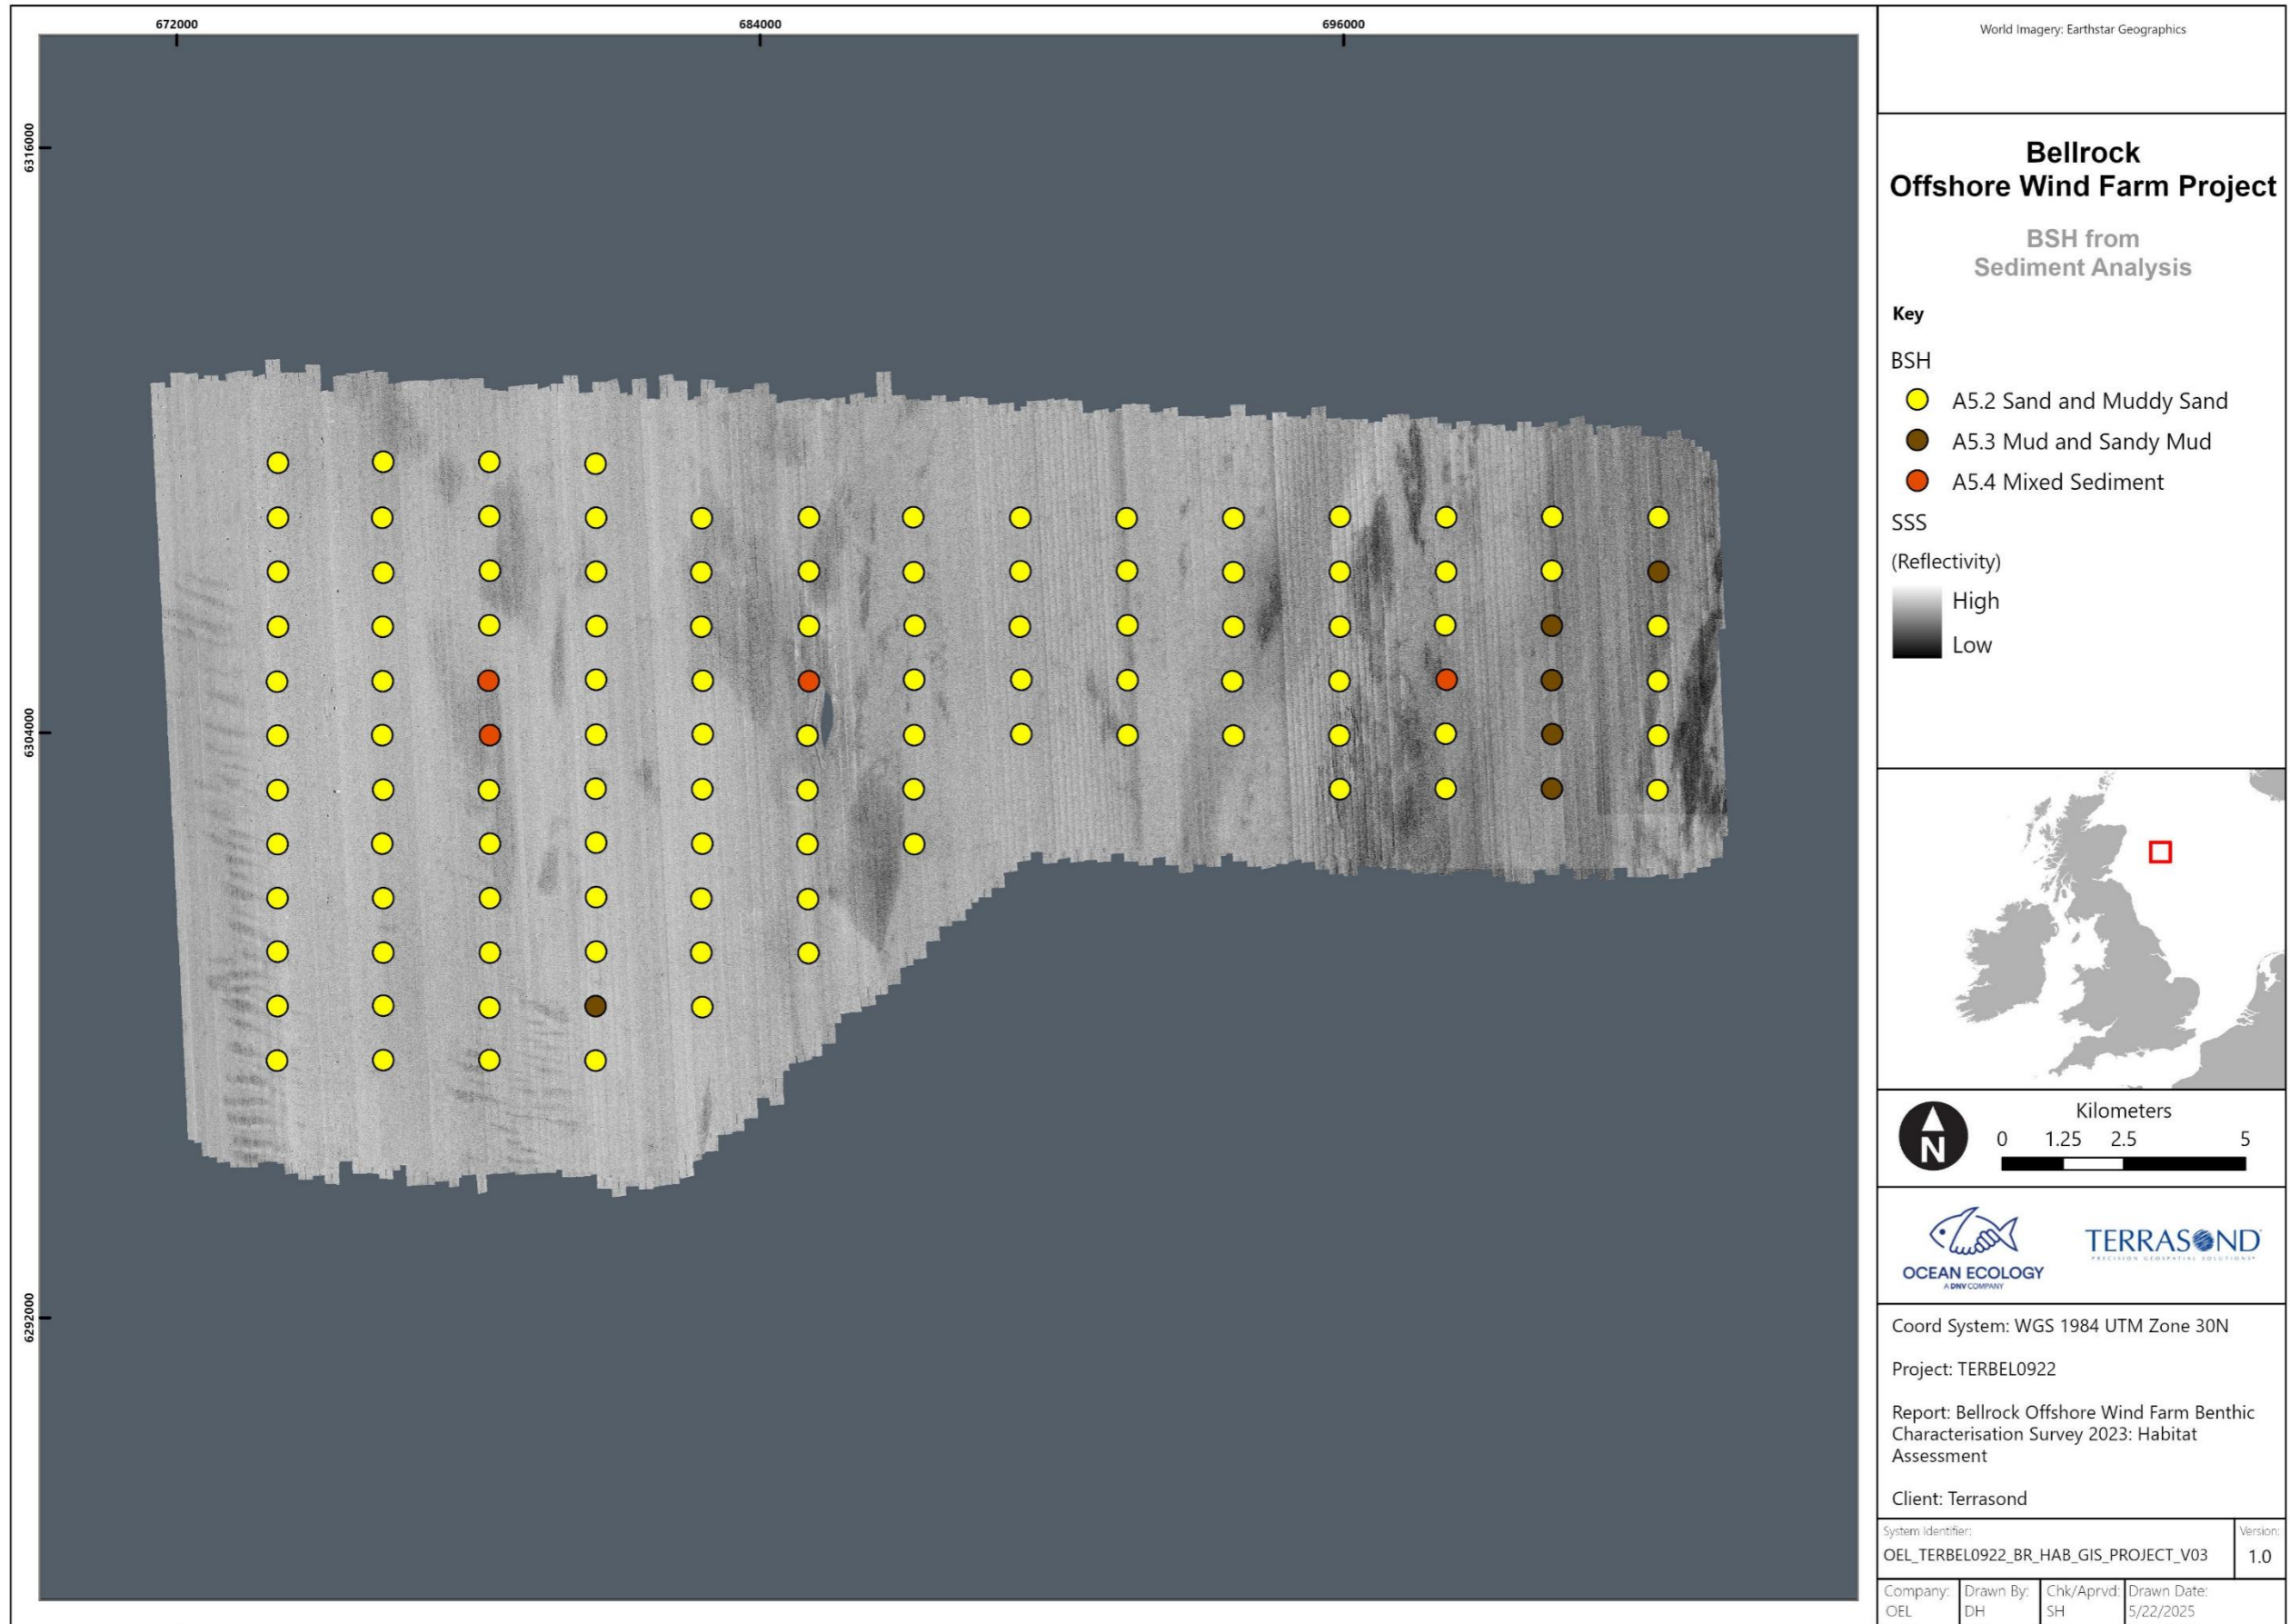 672000
684000
696000
6316000
6304000
6292000
World Imagery: Earthstar Geographics
Bellrock
Offshore Wind Farm Project
BSH from
Sediment Analysis
Key
BSH
A5.2 Sand and Muddy Sand
A5.3 Mud and Sandy Mud
A5.4 Mixed Sediment
SSS
(Reflectivity)
High
Low
N
Kilometers
0 1.25 2.5 5
OCEAN ECOLOGY
A DNV COMPANY
TERRASOND
PRECISION GEOSPATIAL SOLUTIONS
Coord System: WGS 1984 UTM Zone 30N
Project: TERBEL0922
Report: Bellrock Offshore Wind Farm Benthic
Characterisation Survey 2023: Habitat
Assessment
Client: Terrasond
System Identifier:
OEL_TERBEL0922_BR_HAB_GIS_PROJECT_V03
Version:
1.0
Company:
OEL
Drawn By:
DH
Chk/Aprvd:
SH
Drawn Date:
5/22/2025